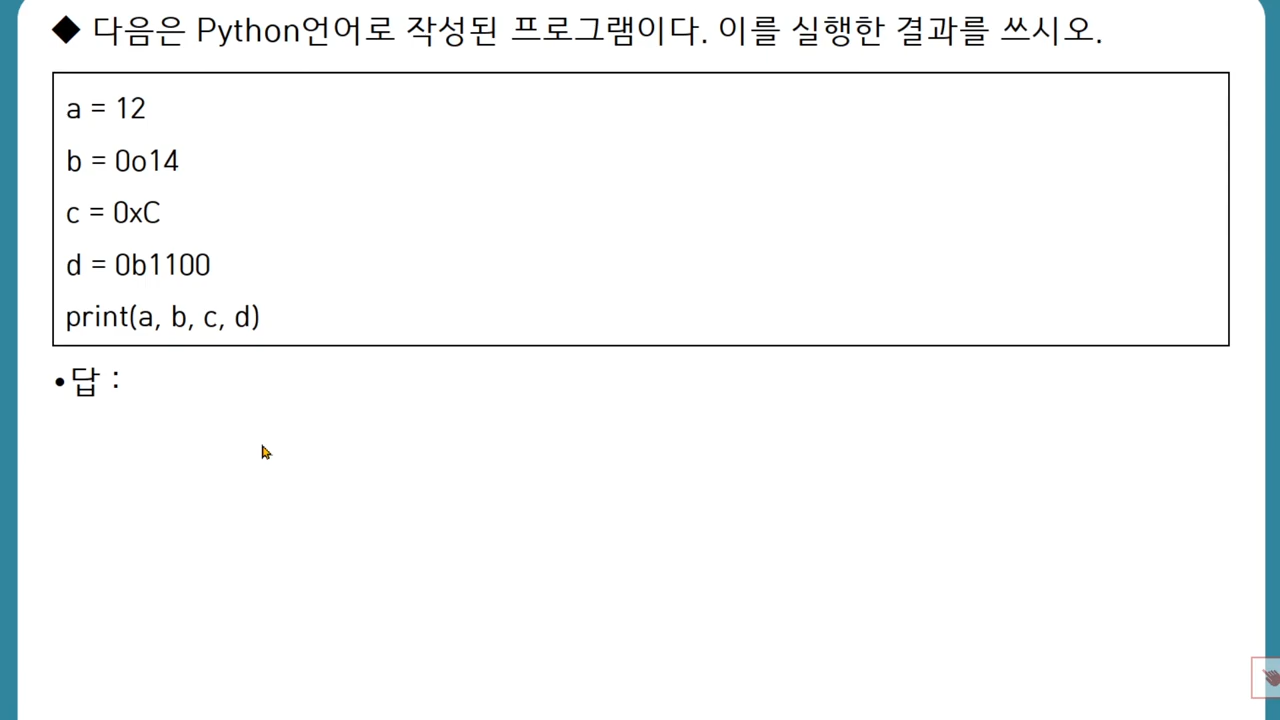 ◆ 다음은 Python언어로 작성된 프로그램이다. 이를 실행한 결과를 쓰시오.
a = 12
b = 0o14
c = 0xC
d = 0b1100
print(a, b, c, d)
•답 :